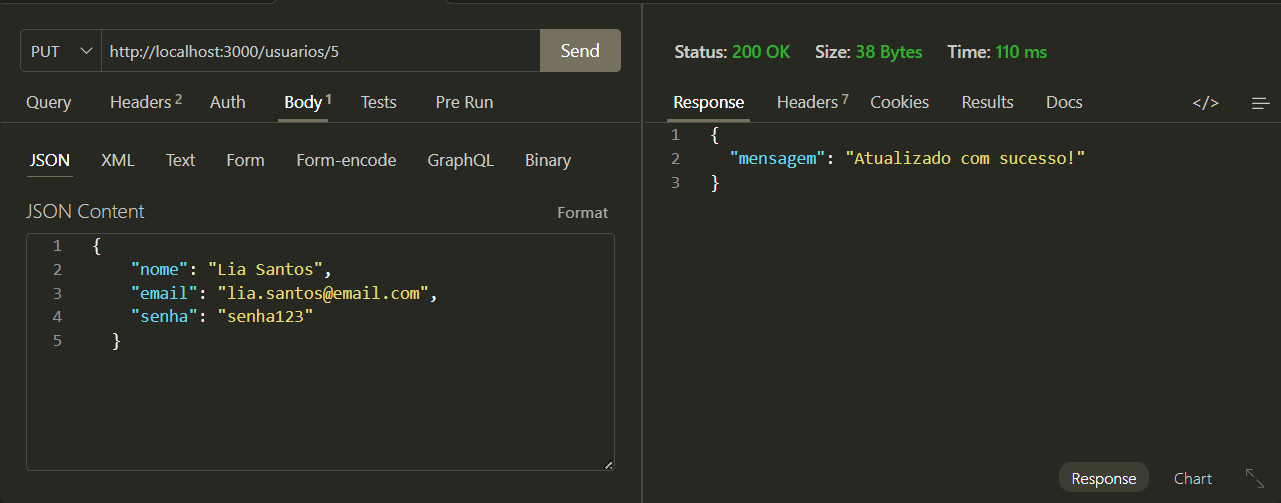 PUT http://localhost:3000/usuarios/5 Send
Query Headers 2 Auth Body 1 Tests Pre Run
JSON XML Text Form Form-encode GraphQL Binary
JSON Content Format
1 {
2 "nome": "Lia Santos",
3 "email": "lia.santos@email.com",
4 "senha": "senha123"
5 }
Status: 200 OK Size: 38 Bytes Time: 110 ms
Response Headers 7 Cookies Results Docs </>
1 {
2 "mensagem": "Atualizado com sucesso!"
3 }
Response Chart